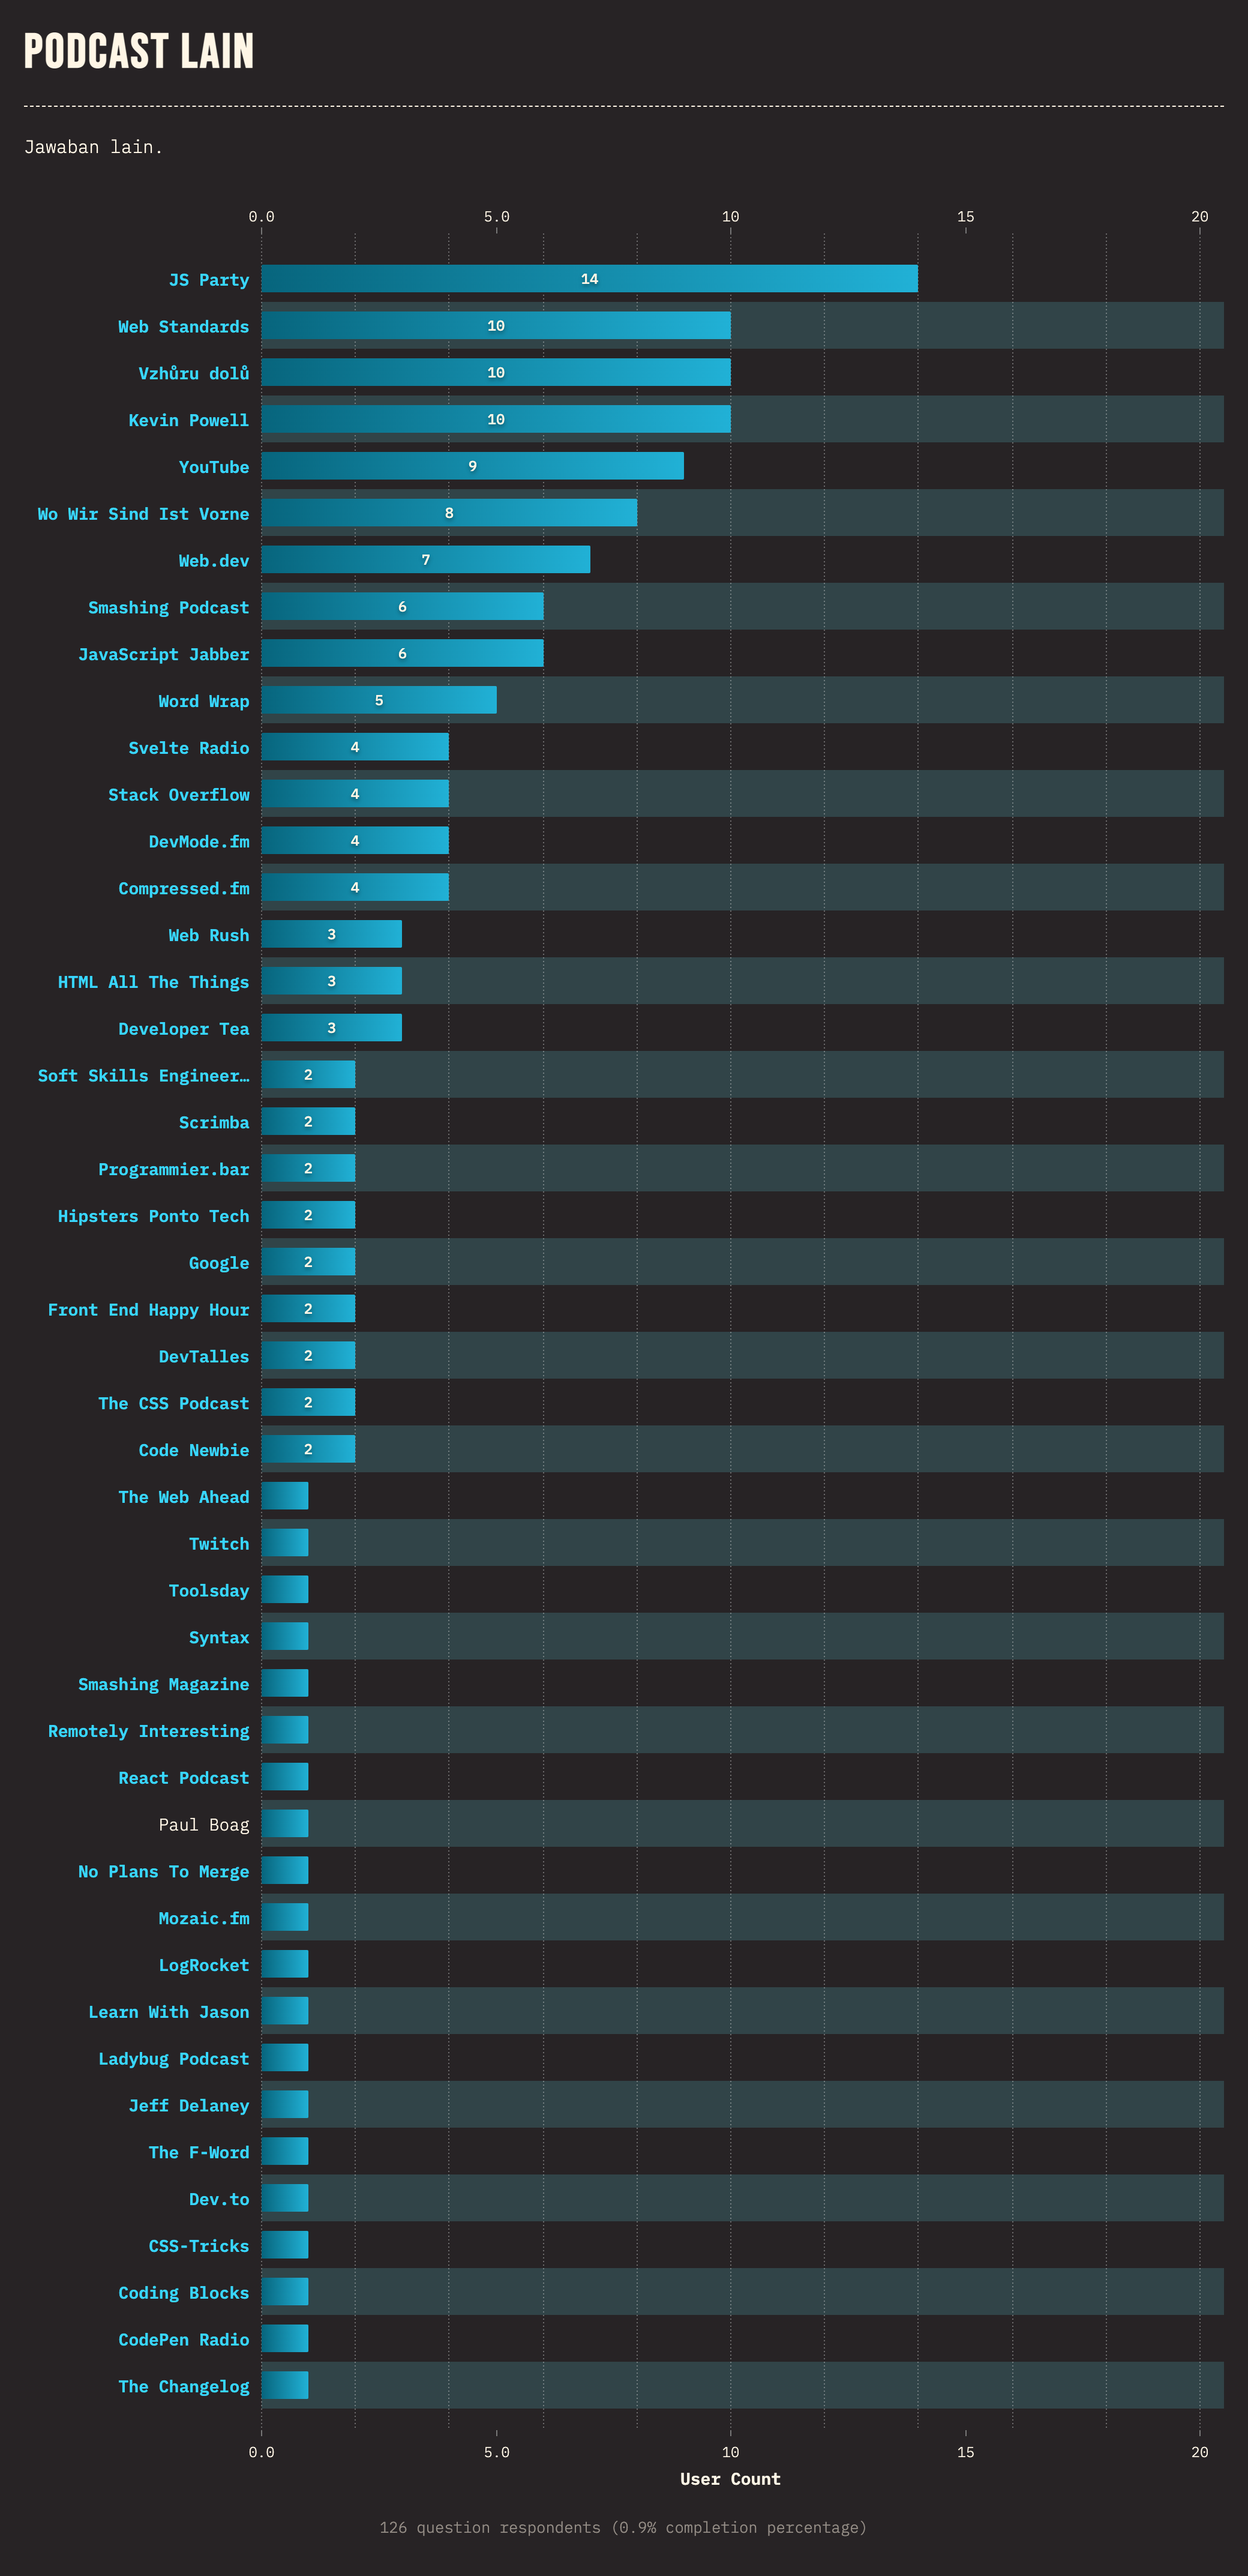 PODCAST LAIN
Jawaban lain.
0.0 5.0 10 15 20
JS Party 14
Web Standards 10
Vzhůru dolů 10
Kevin Powell 10
YouTube 9
Wo Wir Sind Ist Vorne 8
Web.dev 7
Smashing Podcast 6
JavaScript Jabber 6
Word Wrap 5
Svelte Radio 4
Stack Overflow 4
DevMode.fm 4
Compressed.fm 4
Web Rush 3
HTML All The Things 3
Developer Tea 3
Soft Skills Engineer… 2
Scrimba 2
Programmier.bar 2
Hipsters Ponto Tech 2
Google 2
Front End Happy Hour 2
DevTalles 2
The CSS Podcast 2
Code Newbie 2
The Web Ahead
Twitch
Toolsday
Syntax
Smashing Magazine
Remotely Interesting
React Podcast
Paul Boag
No Plans To Merge
Mozaic.fm
LogRocket
Learn With Jason
Ladybug Podcast
Jeff Delaney
The F-Word
Dev.to
CSS-Tricks
Coding Blocks
CodePen Radio
The Changelog
0.0 5.0 10 15 20
User Count
126 question respondents (0.9% completion percentage)